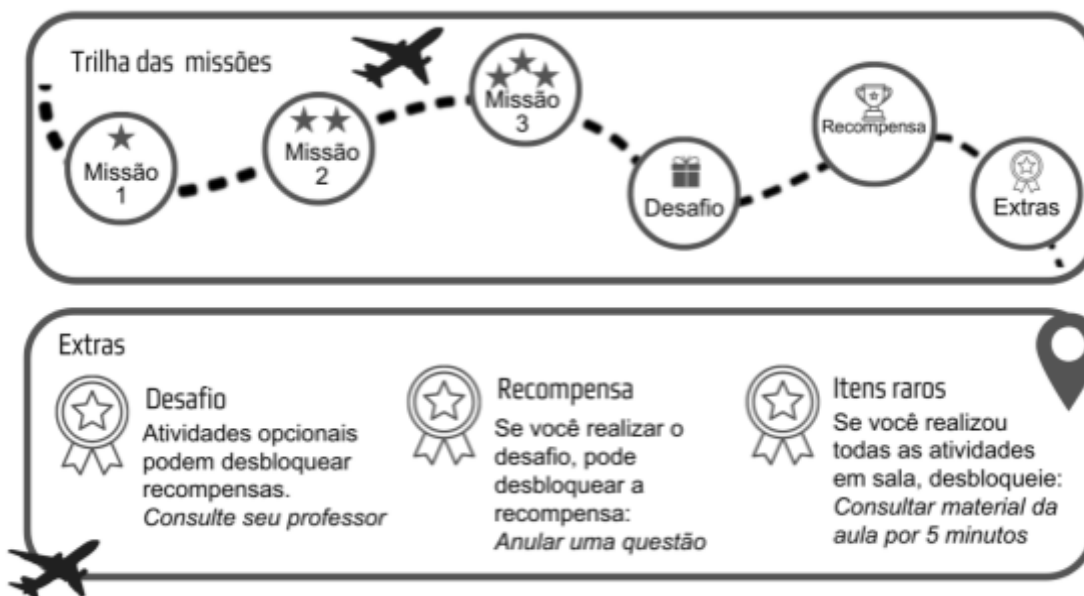 Trilha das missões
Missão
1
Missão
2
Missão
3
Desafio
Recompensa
Extras
Extras
Desafio
Atividades opcionais
podem desbloquear
recompensas.
Consulte seu professor
Recompensa
Se você realizar o
desafio, pode
desbloquear a
recompensa:
Anular uma questão
Itens raros
Se você realizou
todas as atividades
em sala, desbloqueie:
Consultar material da
aula por 5 minutos